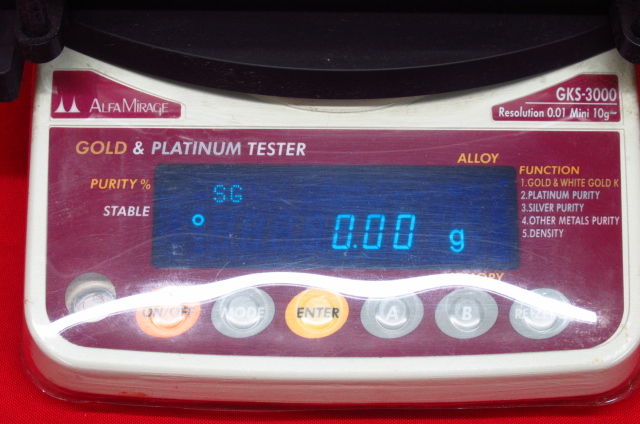 ALFAMIRAGE
GKS-3000
Resolution 0.01 Mini 10g
GOLD & PLATINUM TESTER
ALLOY
PURITY %
STABLE
SG
0.00 g
FUNCTION
1.GOLD & WHITE GOLD K
2.PLATINUM PURITY
3.SILVER PURITY
4.OTHER METALS PURITY
5.DENSITY
ON/OFF
MODE
ENTER
A
B